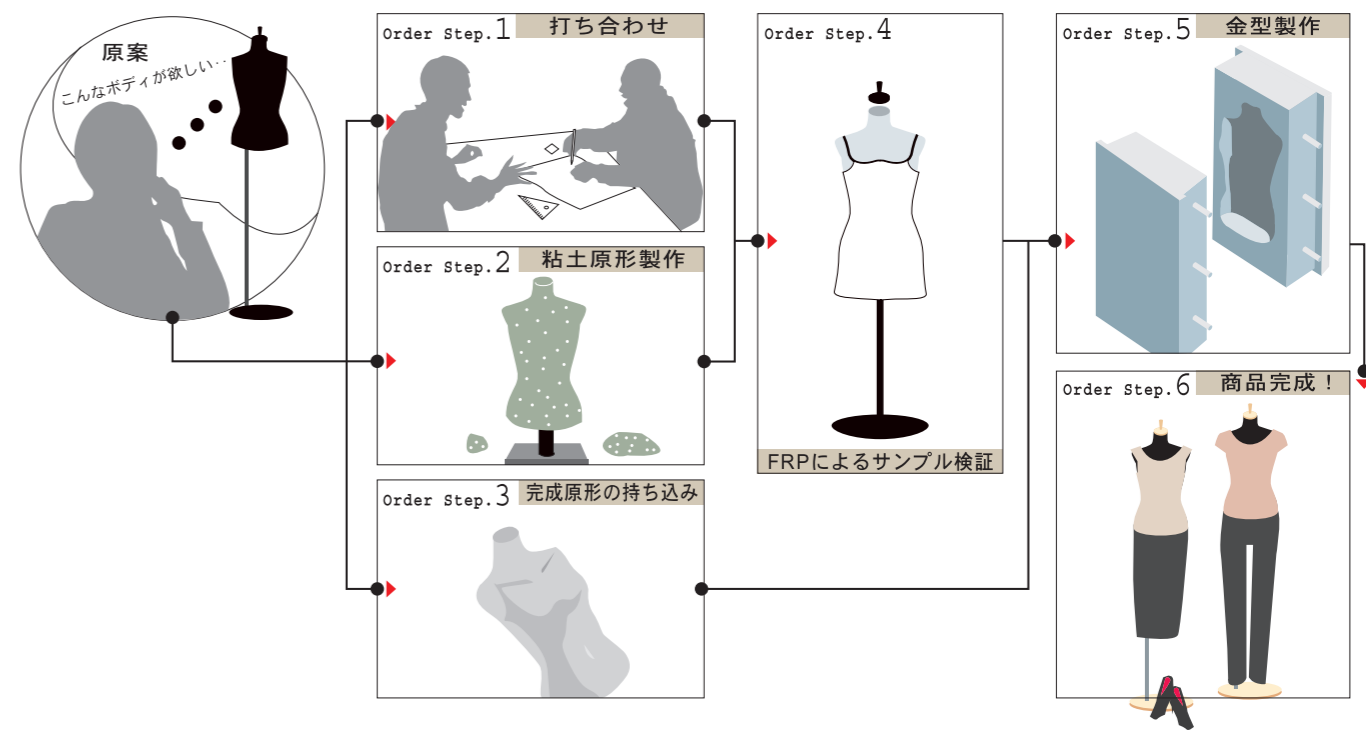 原案
こんなボディが欲しい‥
Order Step.1 打ち合わせ
Order Step.2 粘土原形製作
Order Step.3 完成原形の持ち込み
Order Step.4
FRPによるサンプル検証
Order Step.5 金型製作
Order Step.6 商品完成！